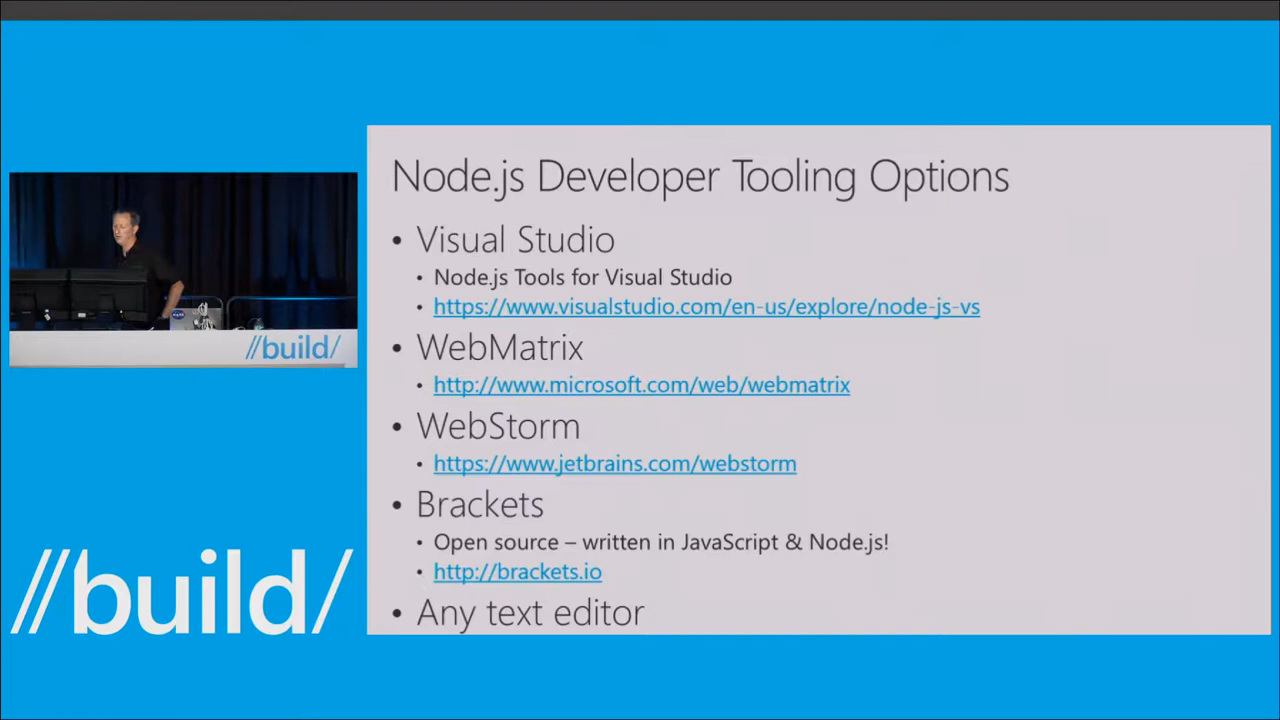 Node.js Developer Tooling Options
• Visual Studio
• Node.js Tools for Visual Studio
• https://www.visualstudio.com/en-us/explore/node-js-vs
• WebMatrix
• http://www.microsoft.com/web/webmatrix
• WebStorm
• https://www.jetbrains.com/webstorm
• Brackets
• Open source – written in JavaScript & Node.js!
• http://brackets.io
• Any text editor
//build/
//build/